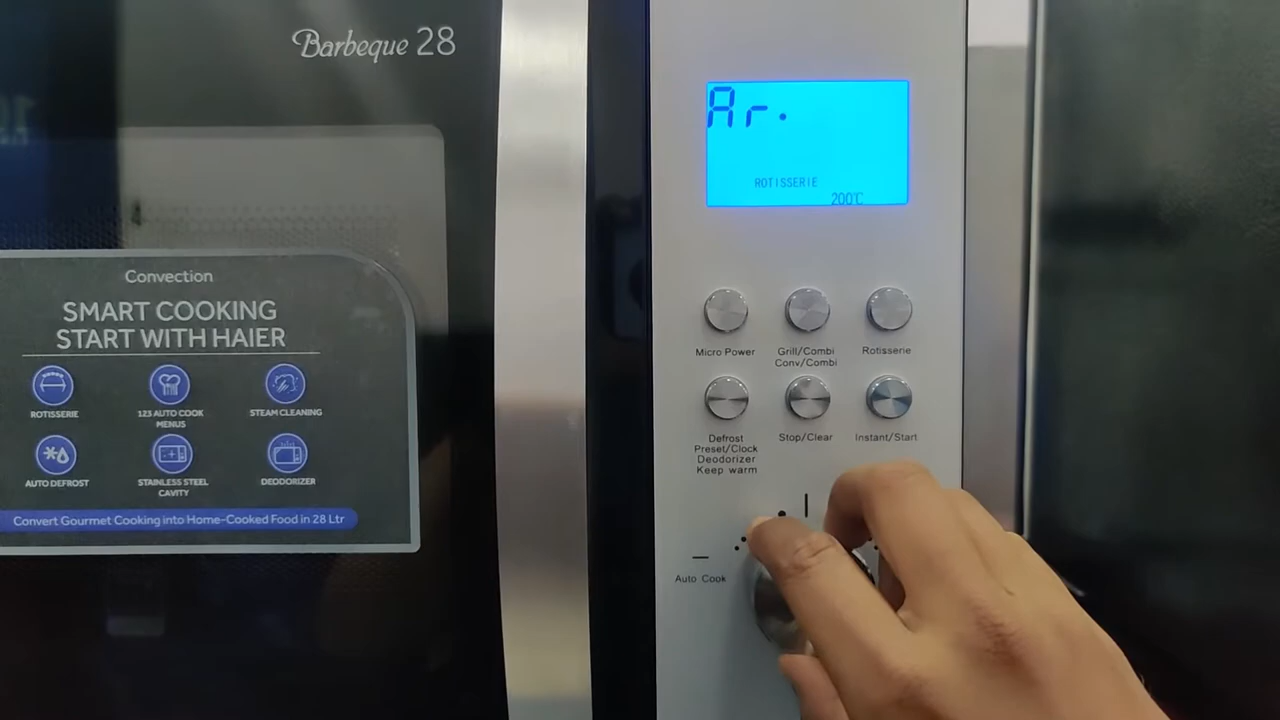 Barbeque 28
Convection
SMART COOKING
START WITH HAIER
ROTISSERIE
123 AUTO COOK
MENUS
STEAM CLEANING
AUTO DEFROST
STAINLESS STEEL
CAVITY
DEODORIZER
Convert Gourmet Cooking into Home-Cooked Food in 28 Ltr
Ar.
ROTISSERIE
200°C
Micro Power
Grill/Combi
Conv/Combi
Rotisserie
Defrost
Preset/Clock
Deodorizer
Keep warm
Stop/Clear
Instant/Start
Auto Cook